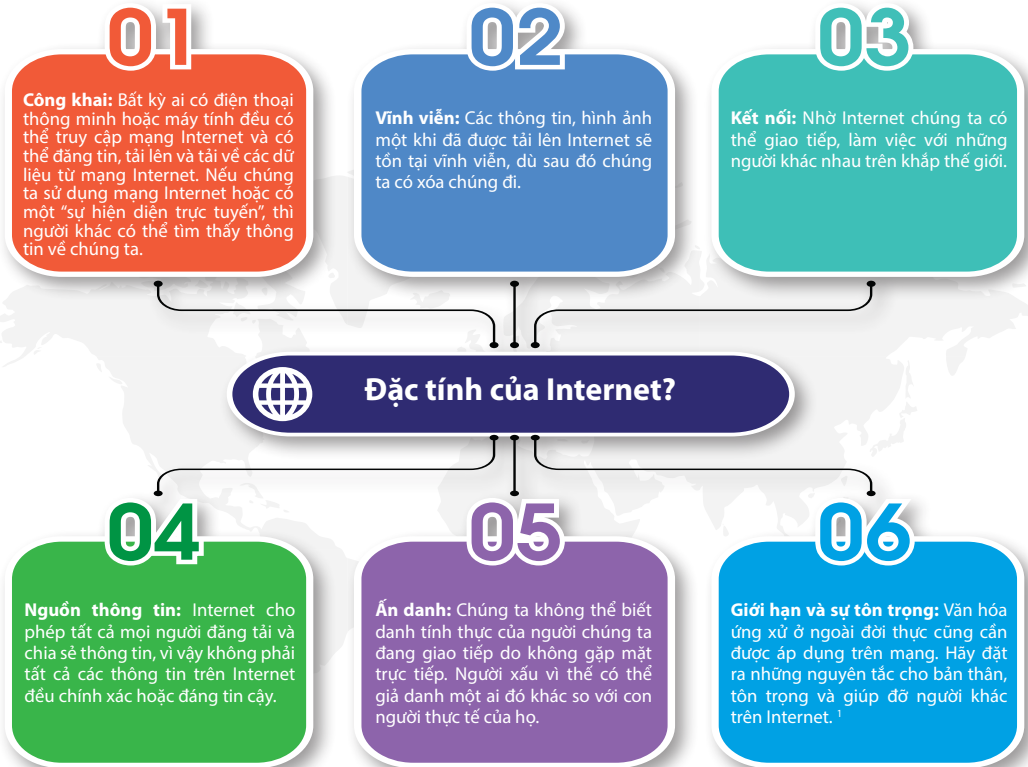 01
Công khai: Bất kỳ ai có điện thoại
thông minh hoặc máy tính đều có
thể truy cập mạng Internet và có
thể đăng tin, tải lên và tải về các dữ
liệu từ mạng Internet. Nếu chúng
ta sử dụng mạng Internet hoặc có
một “sự hiện diện trực tuyến”, thì
người khác có thể tìm thấy thông
tin về chúng ta.
02
Vĩnh viễn: Các thông tin, hình ảnh
một khi đã được tải lên Internet sẽ
tồn tại vĩnh viễn, dù sau đó chúng
ta có xóa chúng đi.
03
Kết nối: Nhờ Internet chúng ta có
thể giao tiếp, làm việc với những
người khác nhau trên khắp thế giới.
Đặc tính của Internet?
04
Nguồn thông tin: Internet cho
phép tất cả mọi người đăng tải và
chia sẻ thông tin, vì vậy không phải
tất cả các thông tin trên Internet
đều chính xác hoặc đáng tin cậy.
05
Ẩn danh: Chúng ta không thể biết
danh tính thực của người chúng ta
đang giao tiếp do không gặp mặt
trực tiếp. Người xấu vì thế có thể
giả danh một ai đó khác so với con
người thực tế của họ.
06
Giới hạn và sự tôn trọng: Văn hóa
ứng xử ở ngoài đời thực cũng cần
được áp dụng trên mạng. Hãy đặt
ra những nguyên tắc cho bản thân,
tôn trọng và giúp đỡ người khác
trên Internet. 1